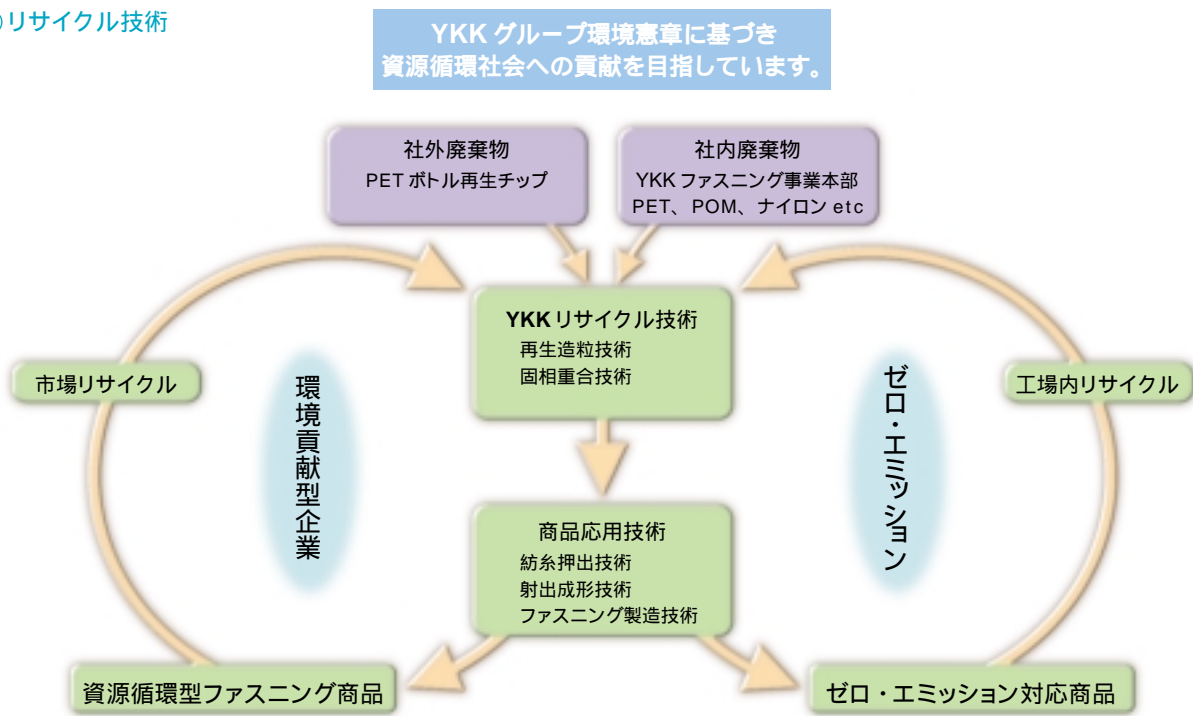 リサイクル技術
YKK グループ環境憲章に基づき
資源循環社会への貢献を目指しています。
社外廃棄物
PET ボトル再生チップ
社内廃棄物
YKK ファスニング事業本部
PET、POM、ナイロン etc
YKK リサイクル技術
再生造粒技術
固相重合技術
市場リサイクル
環境貢献型企業
ゼロ・エミッション
工場内リサイクル
商品応用技術
紡糸押出技術
射出成形技術
ファスニング製造技術
資源循環型ファスニング商品
ゼロ・エミッション対応商品